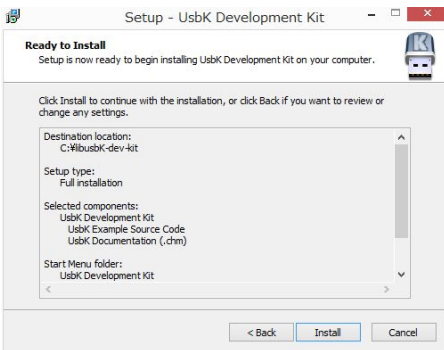 Setup - UsbK Development Kit
Ready to Install
Setup is now ready to begin installing UsbK Development Kit on your computer.
K
Click Install to continue with the installation, or click Back if you want to review or
change any settings.
Destination location:
C:¥libusbK-dev-kit
Setup type:
Full installation
Selected components:
UsbK Development Kit
UsbK Example Source Code
UsbK Documentation (.chm)
Start Menu folder:
UsbK Development Kit
< Back
Install
Cancel